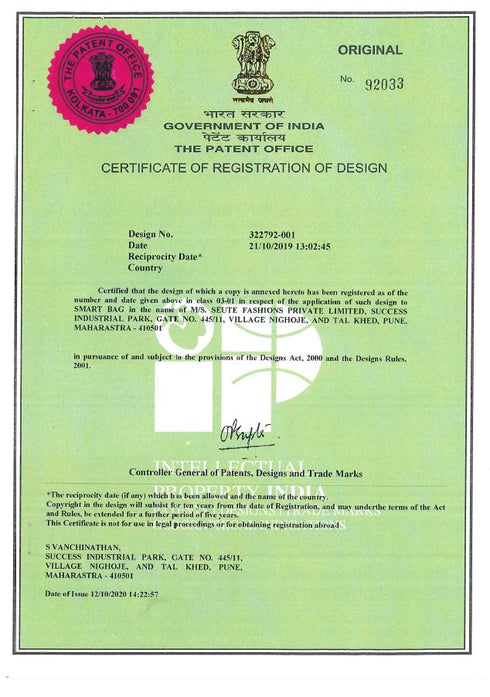 THE PATENT OFFICE
KOLKATA - 700 091
सत्यमेव जयते
ORIGINAL
No. 92033
भारत सरकार
GOVERNMENT OF INDIA
पेटेंट कार्यालय
THE PATENT OFFICE
CERTIFICATE OF REGISTRATION OF DESIGN
Design No. 322792-001
Date 21/10/2019 13:02:45
Reciprocity Date*
Country
Certified that the design of which a copy is annexed hereto has been registered as of the
number and date given above in class 03-01 in respect of the application of such design to
SMART BAG in the name of M/S. SEUTE FASHIONS PRIVATE LIMITED, SUCCESS
INDUSTRIAL PARK, GATE NO. 445/11, VILLAGE NIGHOJE, AND TAL KHED, PUNE,
MAHARASTRA - 410501
in pursuance of and subject to the provisions of the Designs Act, 2000 and the Designs Rules,
2001.
Controller General of Patents, Designs and Trade Marks
INTELLECTUAL
PROPERTY INDIA
*The reciprocity date (if any) which has been allowed and the name of the country.
Copyright in the design will subsist for ten years from the date of Registration, and may under the terms of the Act
and Rules, be extended for a further period of five years.
This Certificate is not for use in legal proceedings or for obtaining registration abroad
S VANCHINATHAN,
SUCCESS INDUSTRIAL PARK, GATE NO. 445/11,
VILLAGE NIGHOJE, AND TAL KHED, PUNE,
MAHARASTRA - 410501
Date of Issue 12/10/2020 14:22:57